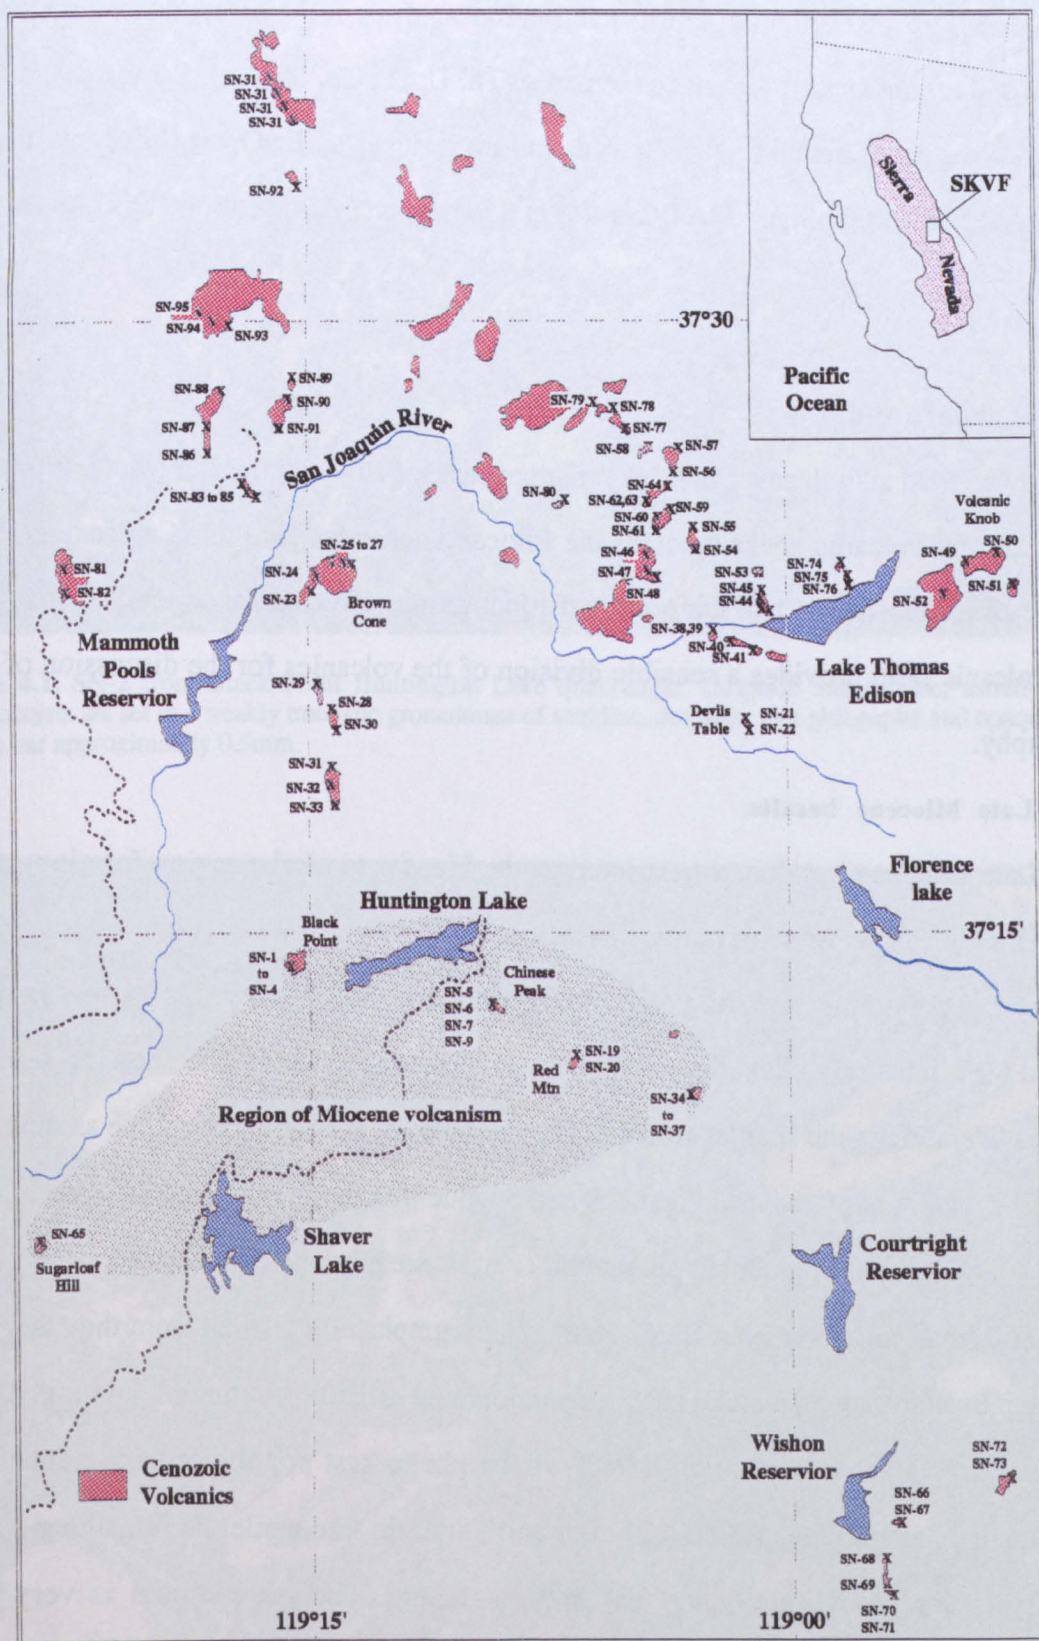 SN-31
SN-31
SN-31
SN-31
SN-92
Sierra
Nevada
SKVF
Pacific
Ocean
SN-95
SN-94
SN-93
37°30
SN-88
SN-89
SN-90
SN-87
SN-91
SN-86
SN-83 to 85
San Joaquin River
SN-79
SN-78
SN-77
SN-58
SN-57
SN-56
SN-64
SN-80
SN-62,63
SN-59
SN-60
SN-61
SN-55
SN-54
SN-46
SN-47
SN-48
SN-53
SN-45
SN-44
SN-74
SN-75
SN-76
Volcanic
Knob
SN-50
SN-49
SN-51
SN-52
SN-81
SN-82
SN-25 to 27
SN-24
SN-23
Brown
Cone
SN-38,39
SN-40
SN-41
Lake Thomas
Edison
Mammoth
Pools
Reservior
SN-29
SN-28
SN-30
Devils
Table
SN-21
SN-22
SN-31
SN-32
SN-33
Florence
lake
Huntington Lake
Black
Point
SN-1
to
SN-4
37°15'
Chinese
Peak
SN-5
SN-6
SN-7
SN-9
Red
Mtn
SN-19
SN-20
SN-34
to
SN-37
Region of Miocene volcanism
SN-65
Sugarloaf
Hill
Shaver
Lake
Courtright
Reservior
Cenozoic
Volcanics
Wishon
Reservior
SN-72
SN-73
SN-66
SN-67
SN-68
SN-69
SN-70
SN-71
119°15'
119°00'